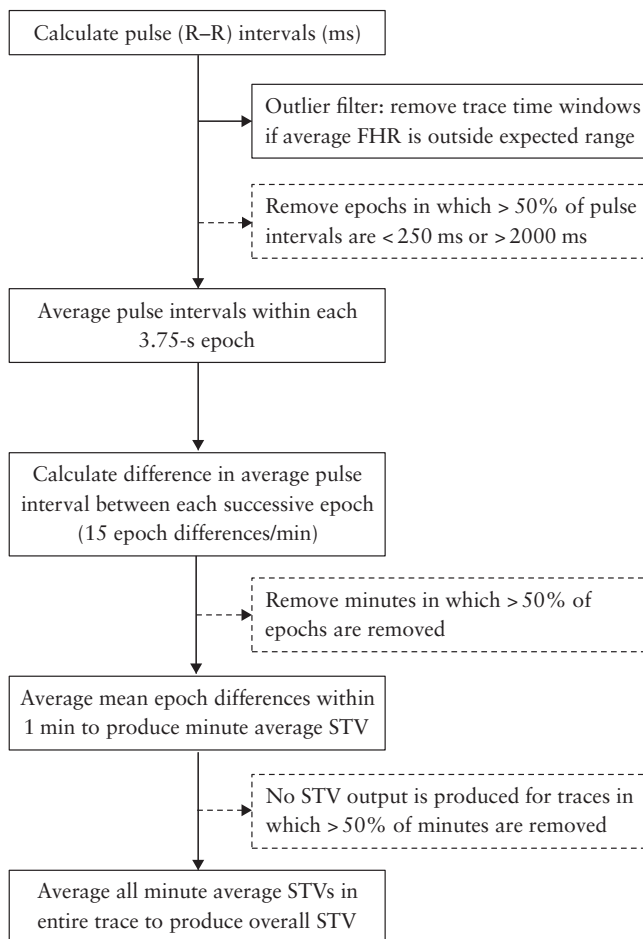 Calculate pulse (R–R) intervals (ms)
Outlier filter: remove trace time windows
if average FHR is outside expected range
Remove epochs in which > 50% of pulse
intervals are < 250 ms or > 2000 ms
Average pulse intervals within each
3.75-s epoch
Calculate difference in average pulse
interval between each successive epoch
(15 epoch differences/min)
Remove minutes in which > 50% of
epochs are removed
Average mean epoch differences within
1 min to produce minute average STV
No STV output is produced for traces in
which > 50% of minutes are removed
Average all minute average STVs in
entire trace to produce overall STV